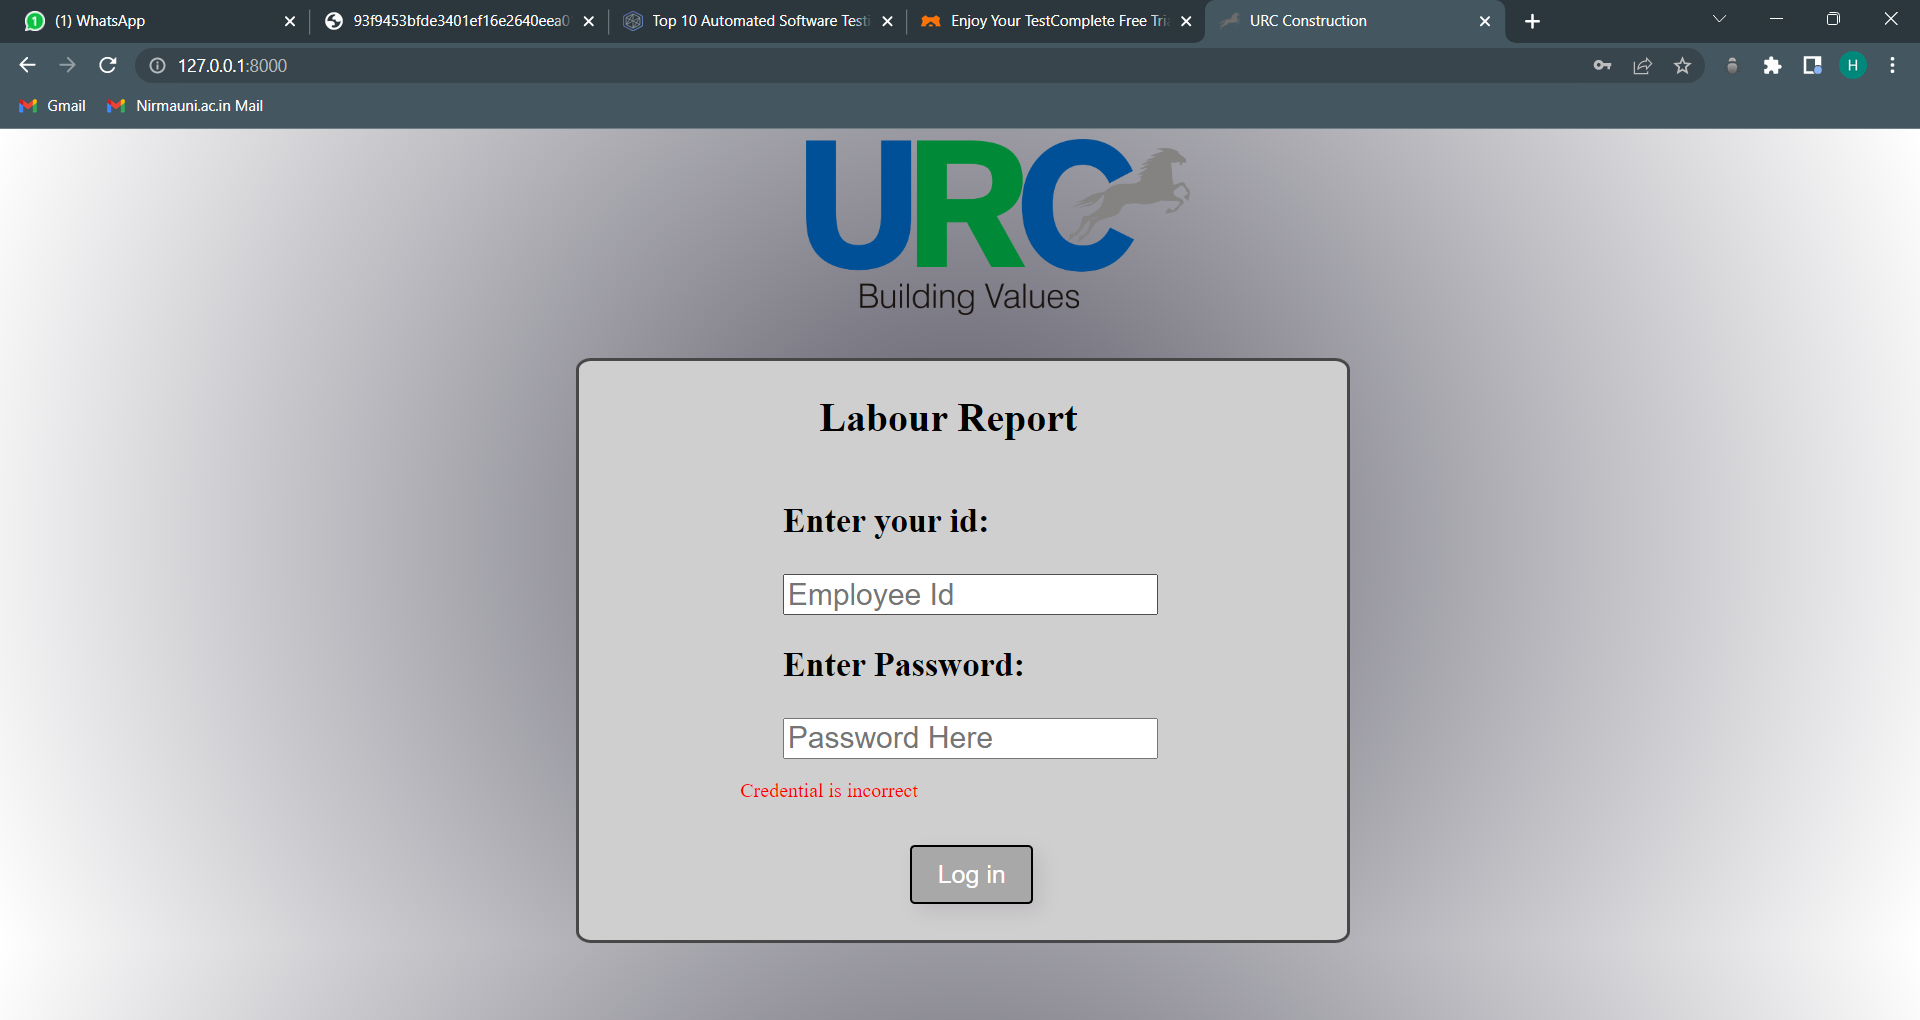 (1) WhatsApp
93f9453bfde3401ef16e2640eea0
Top 10 Automated Software Testi
Enjoy Your TestComplete Free Tria
URC Construction
127.0.0.1:8000
H
Gmail
Nirmauni.ac.in Mail
URC
Building Values
Labour Report
Enter your id:
Employee Id
Enter Password:
Password Here
Credential is incorrect
Log in